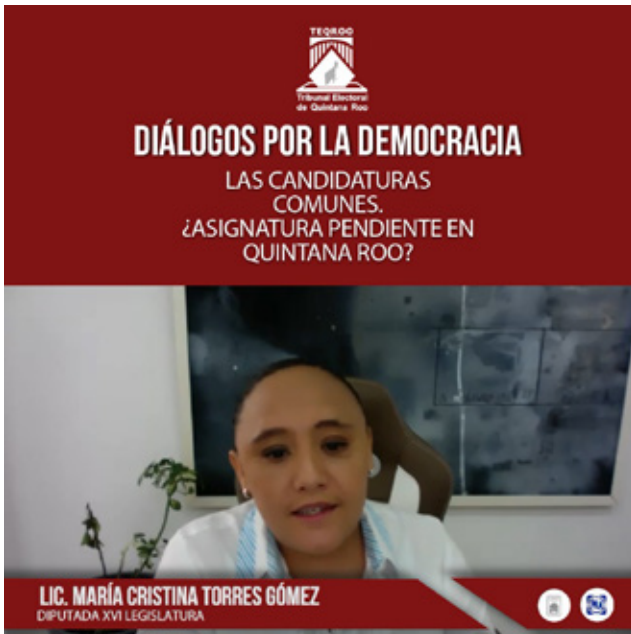 TEQROO
Tribunal Electoral
de Quintana Roo
DIÁLOGOS POR LA DEMOCRACIA
LAS CANDIDATURAS
COMUNES.
¿ASIGNATURA PENDIENTE EN
QUINTANA ROO?
LIC. MARÍA CRISTINA TORRES GÓMEZ
DIPUTADA XVI LEGISLATURA